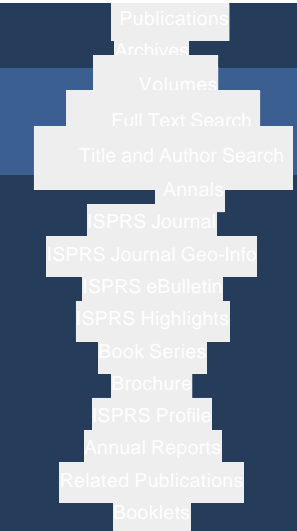 Publications
Archives
Volumes
Full Text Search
Title and Author Search
Annals
ISPRS Journal
ISPRS Journal Geo-Info
ISPRS eBulletin
ISPRS Highlights
Book Series
Brochure
ISPRS Profile
Annual Reports
Related Publications
Booklets